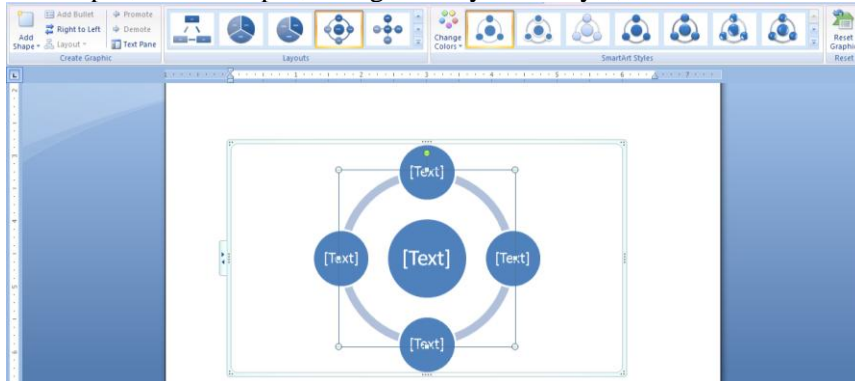 Add Shape
Add Bullet
Right to Left
Layout
Promote
Demote
Text Pane
Create Graphic
Layouts
Change Colors
SmartArt Styles
Reset Graphic
Reset
[Text]
[Text]
[Text]
[Text]
[Text]